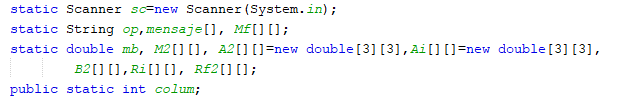 static Scanner sc=new Scanner(System.in);
static String op,mensaje[], Mf[][];
static double mb, M2[][], A2[][]=new double[3][3],Ai[][]=new double[3][3],
B2[][],Ri[][], Rf2[][];
public static int colum;